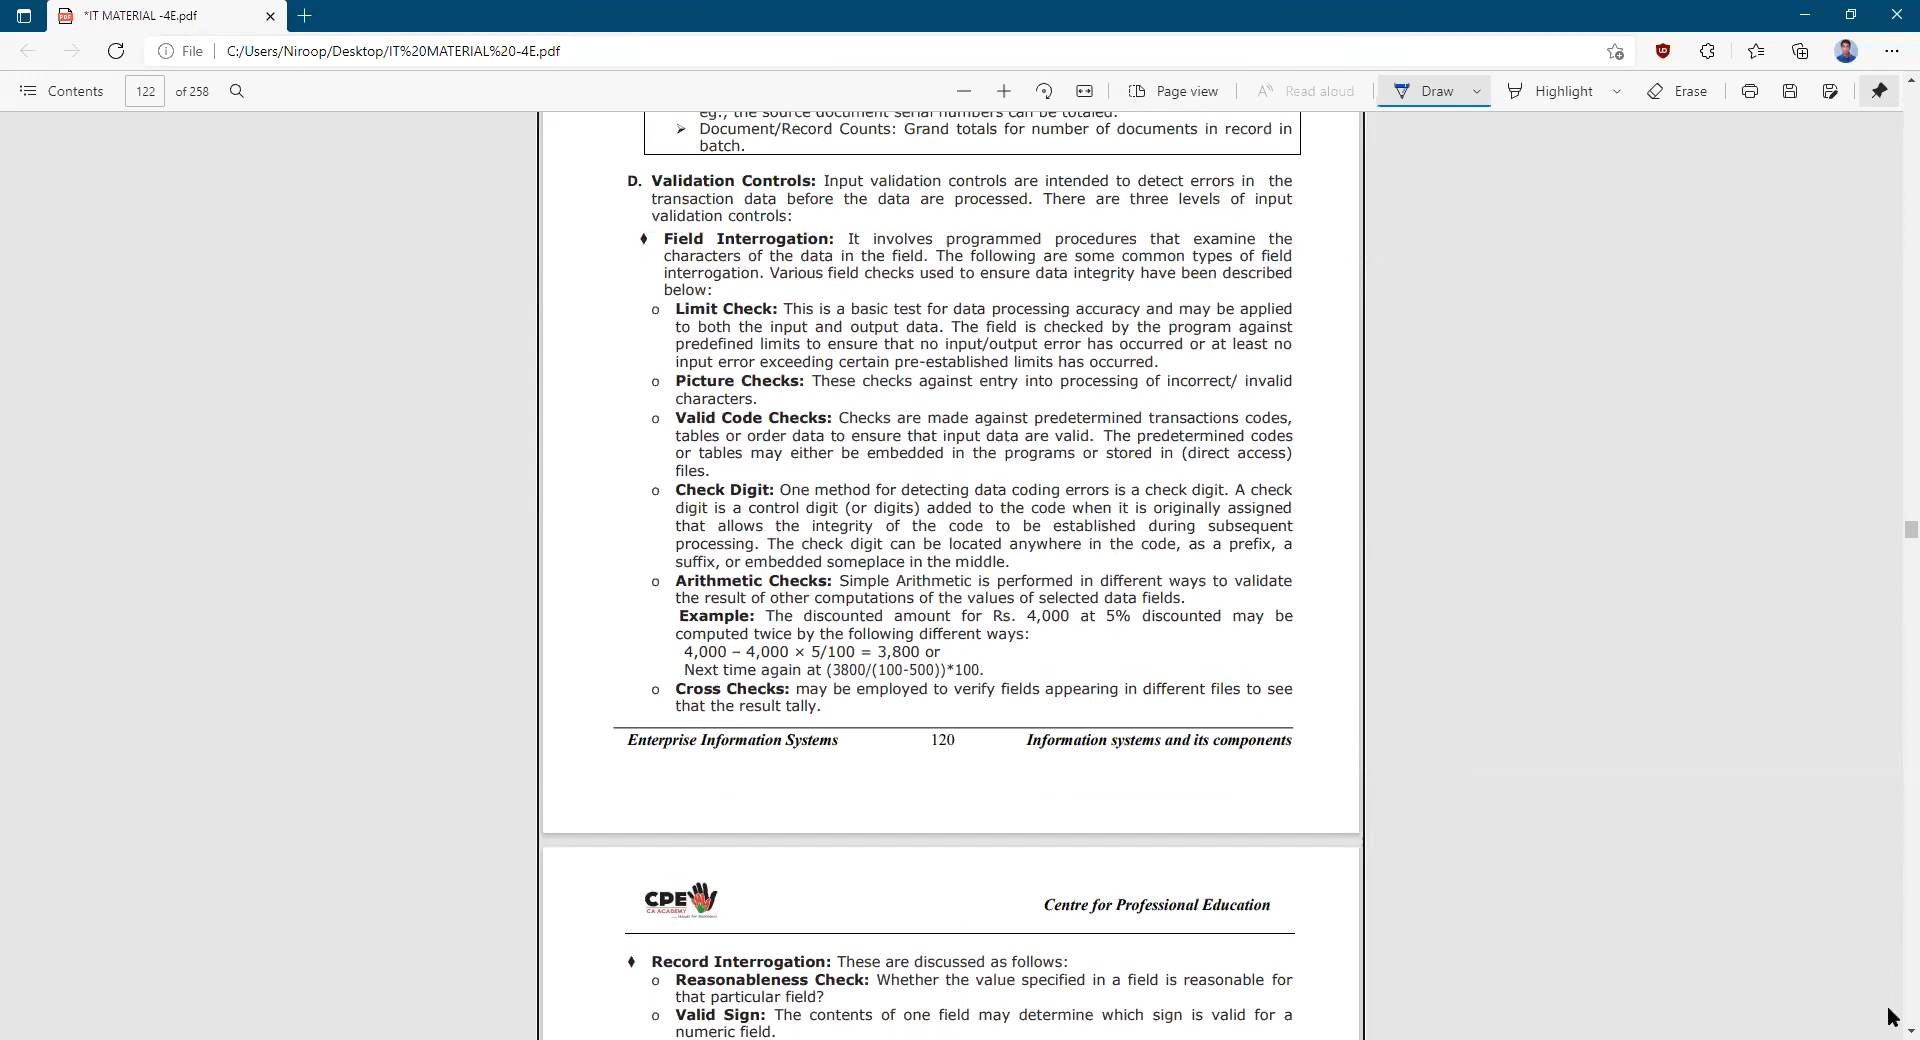 *IT MATERIAL -4E.pdf
File C:/Users/Niroop/Desktop/IT%20MATERIAL%20-4E.pdf
Contents 122 of 258 Page view Read aloud Draw Highlight Erase
eg., the source document serial numbers can be totaled.
➢ Document/Record Counts: Grand totals for number of documents in record in
batch.
D. Validation Controls: Input validation controls are intended to detect errors in the
transaction data before the data are processed. There are three levels of input
validation controls:
♦ Field Interrogation: It involves programmed procedures that examine the
characters of the data in the field. The following are some common types of field
interrogation. Various field checks used to ensure data integrity have been described
below:
o Limit Check: This is a basic test for data processing accuracy and may be applied
to both the input and output data. The field is checked by the program against
predefined limits to ensure that no input/output error has occurred or at least no
input error exceeding certain pre-established limits has occurred.
o Picture Checks: These checks against entry into processing of incorrect/ invalid
characters.
o Valid Code Checks: Checks are made against predetermined transactions codes,
tables or order data to ensure that input data are valid. The predetermined codes
or tables may either be embedded in the programs or stored in (direct access)
files.
o Check Digit: One method for detecting data coding errors is a check digit. A check
digit is a control digit (or digits) added to the code when it is originally assigned
that allows the integrity of the code to be established during subsequent
processing. The check digit can be located anywhere in the code, as a prefix, a
suffix, or embedded someplace in the middle.
o Arithmetic Checks: Simple Arithmetic is performed in different ways to validate
the result of other computations of the values of selected data fields.
Example: The discounted amount for Rs. 4,000 at 5% discounted may be
computed twice by the following different ways:
4,000 – 4,000 × 5/100 = 3,800 or
Next time again at (3800/(100-500))*100.
o Cross Checks: may be employed to verify fields appearing in different files to see
that the result tally.
Enterprise Information Systems 120 Information systems and its components
CPE
CA ACADEMY
Centre for Professional Education
♦ Record Interrogation: These are discussed as follows:
o Reasonableness Check: Whether the value specified in a field is reasonable for
that particular field?
o Valid Sign: The contents of one field may determine which sign is valid for a
numeric field.